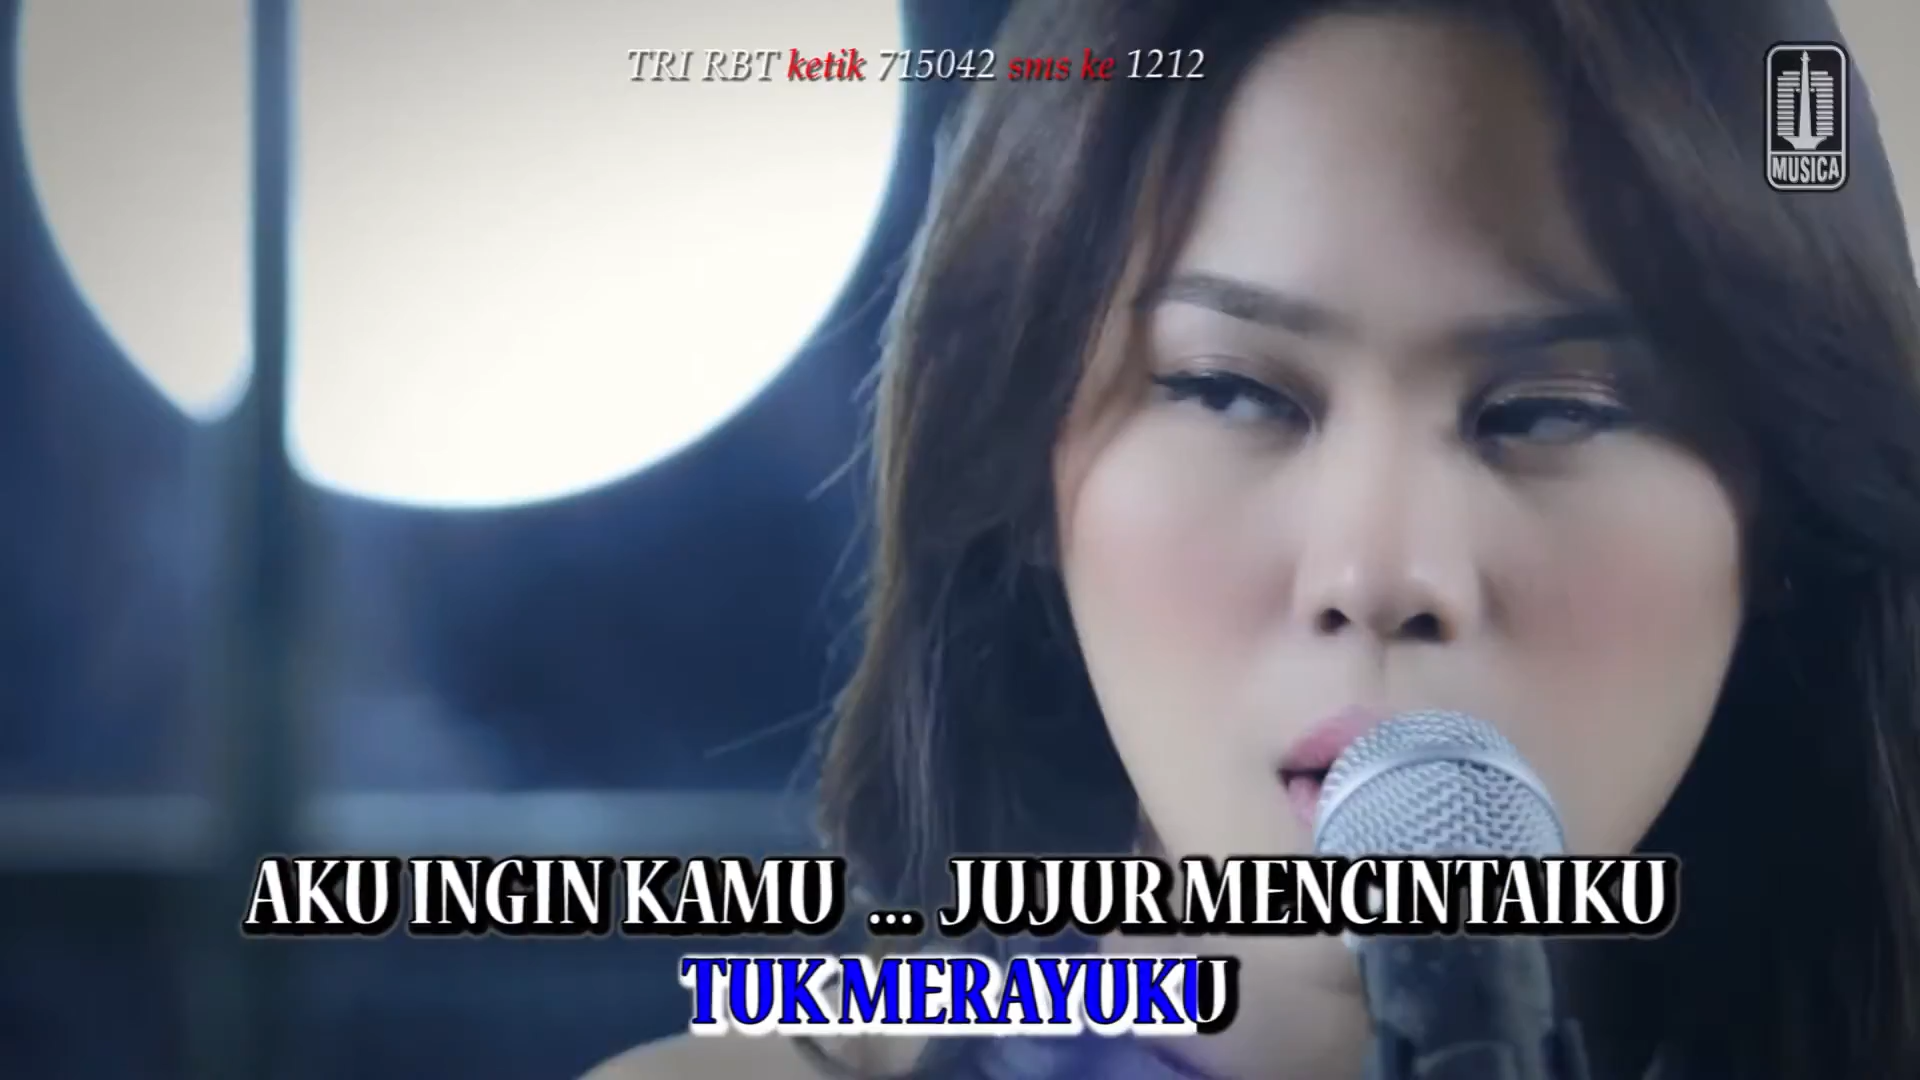 TRI RBT ketik 715042 sms ke 1212
MUSICA
AKU INGIN KAMU ... JUJUR MENCINTAIKU
TUK MERAYUKU